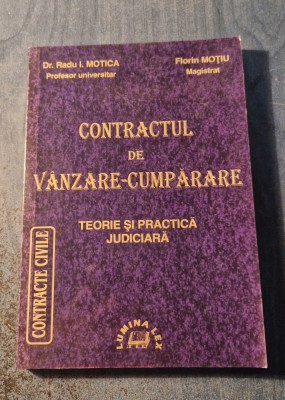 Dr. Radu I. MOTICA
Profesor universitar
Florin MOȚIU
Magistrat
CONTRACTUL
DE
VÂNZARE-CUMPĂRARE
TEORIE ȘI PRACTICĂ
JUDICIARĂ
CONTRACTE CIVILE
LUMINA LEX